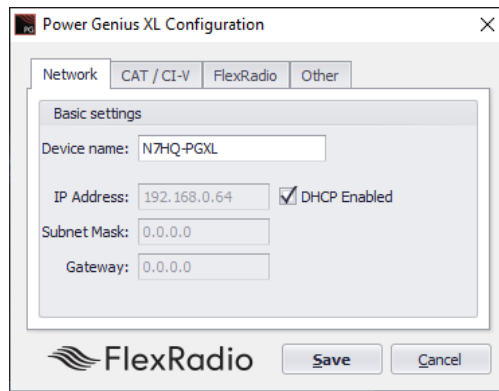 PG
Power Genius XL Configuration
Network CAT / CI-V FlexRadio Other
Basic settings
Device name: N7HQ-PGXL
IP Address: 192.168.0.64 DHCP Enabled
Subnet Mask: 0.0.0.0
Gateway: 0.0.0.0
FlexRadio Save Cancel